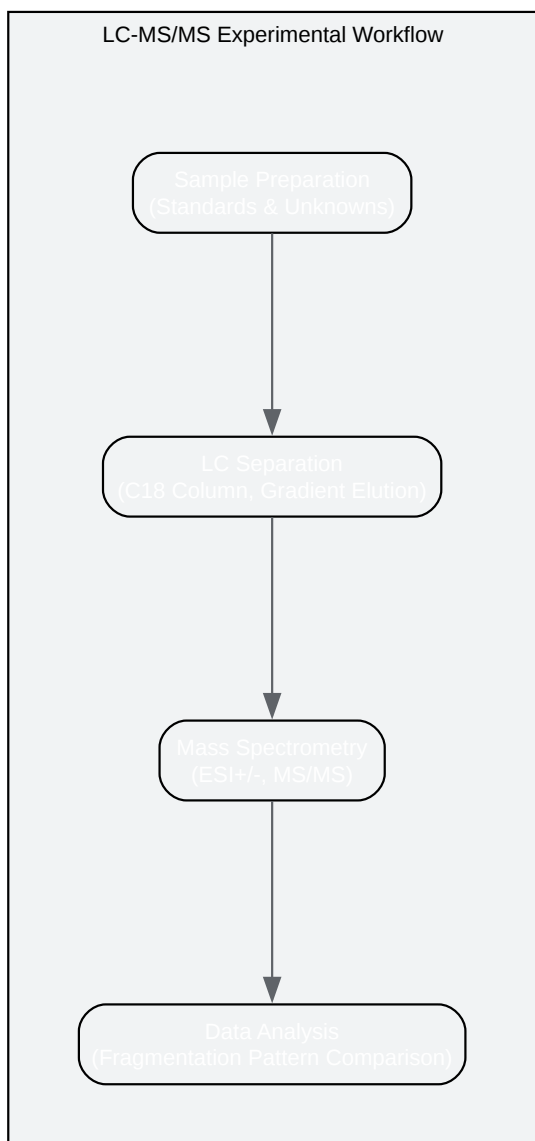 LC-MS/MS Experimental Workflow
Sample Preparation
(Standards & Unknowns)
LC Separation
(C18 Column, Gradient Elution)
Mass Spectrometry
(ESI+/-, MS/MS)
Data Analysis
(Fragmentation Pattern Comparison)